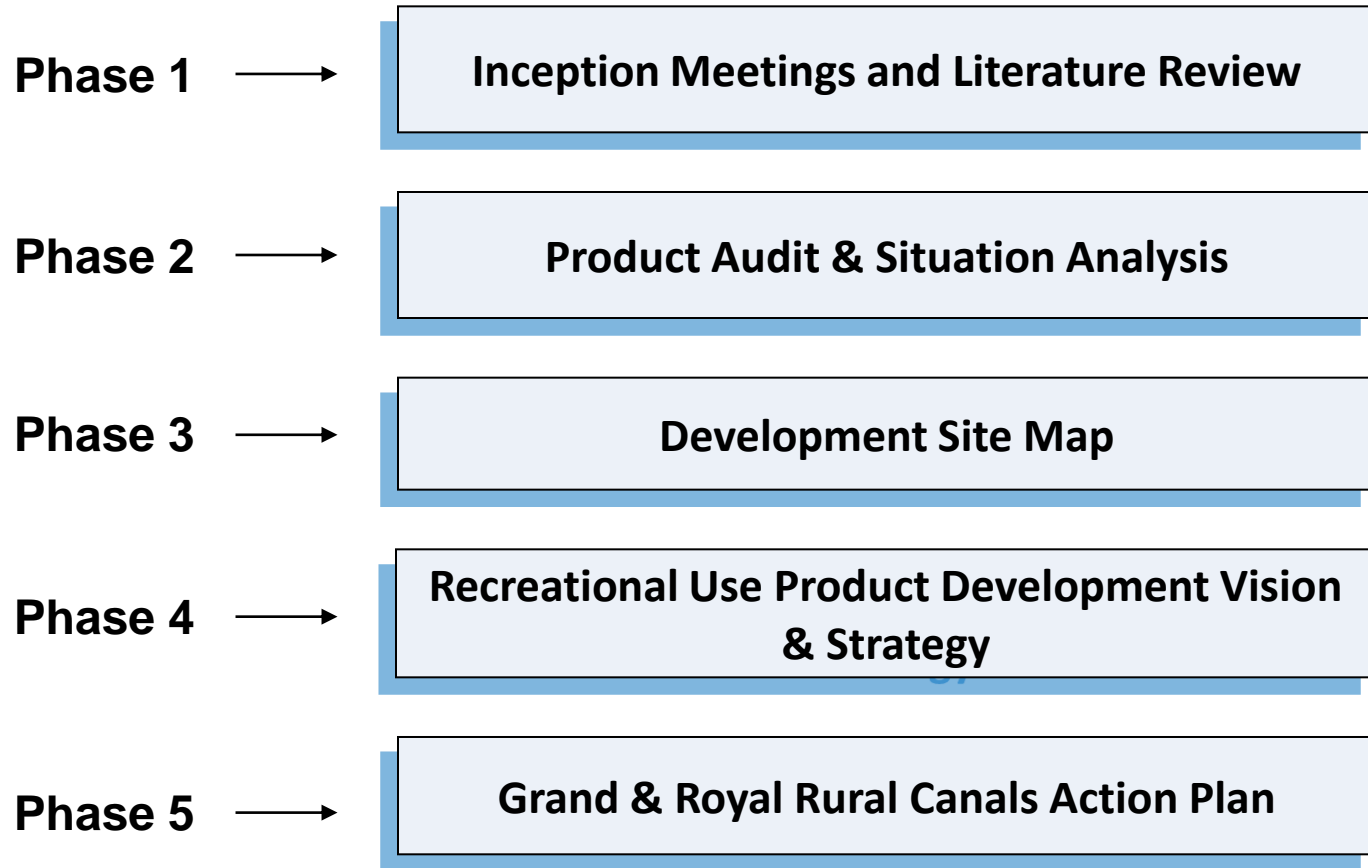 Phase 1
Inception Meetings and Literature Review
Phase 2
Product Audit & Situation Analysis
Phase 3
Development Site Map
Phase 4
Recreational Use Product Development Vision
& Strategy
Phase 5
Grand & Royal Rural Canals Action Plan